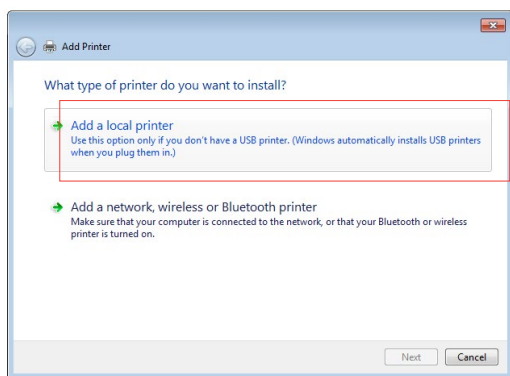 Add Printer
What type of printer do you want to install?
Add a local printer
Use this option only if you don't have a USB printer. (Windows automatically installs USB printers
when you plug them in.)
Add a network, wireless or Bluetooth printer
Make sure that your computer is connected to the network, or that your Bluetooth or wireless
printer is turned on.
Next
Cancel